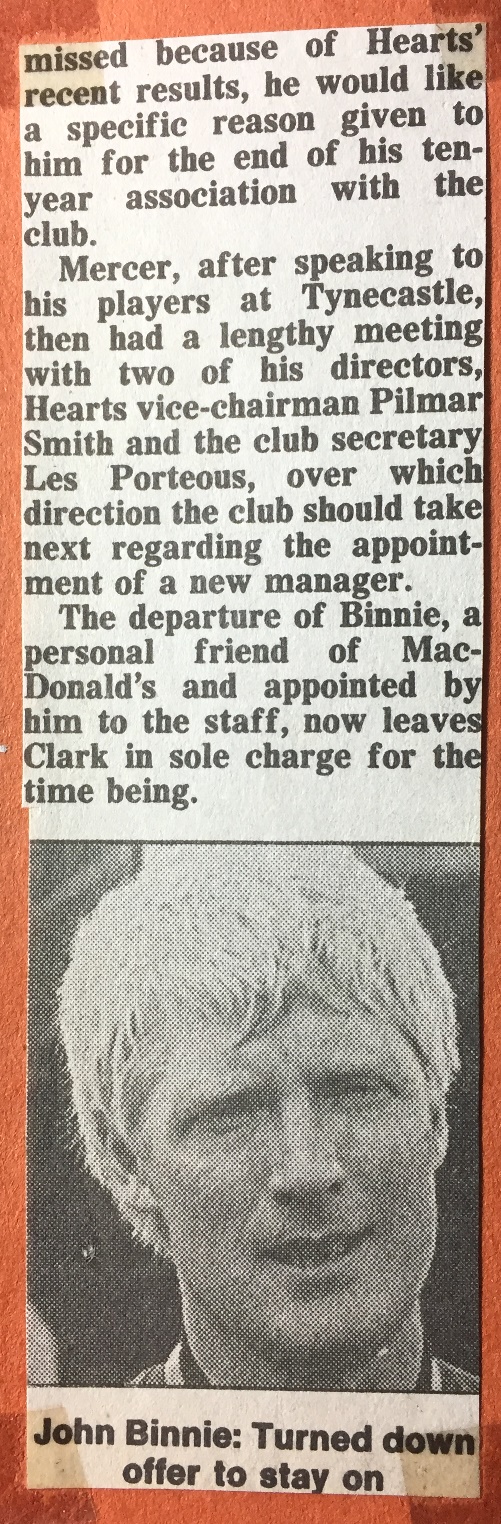 missed because of Hearts'
recent results, he would like
a specific reason given to
him for the end of his ten-
year association with the
club.
Mercer, after speaking to
his players at Tynecastle,
then had a lengthy meeting
with two of his directors,
Hearts vice-chairman Pilmar
Smith and the club secretary
Les Porteous, over which
direction the club should take
next regarding the appoint-
ment of a new manager.
The departure of Binnie, a
personal friend of Mac-
Donald's and appointed by
him to the staff, now leaves
Clark in sole charge for the
time being.
John Binnie: Turned down
offer to stay on